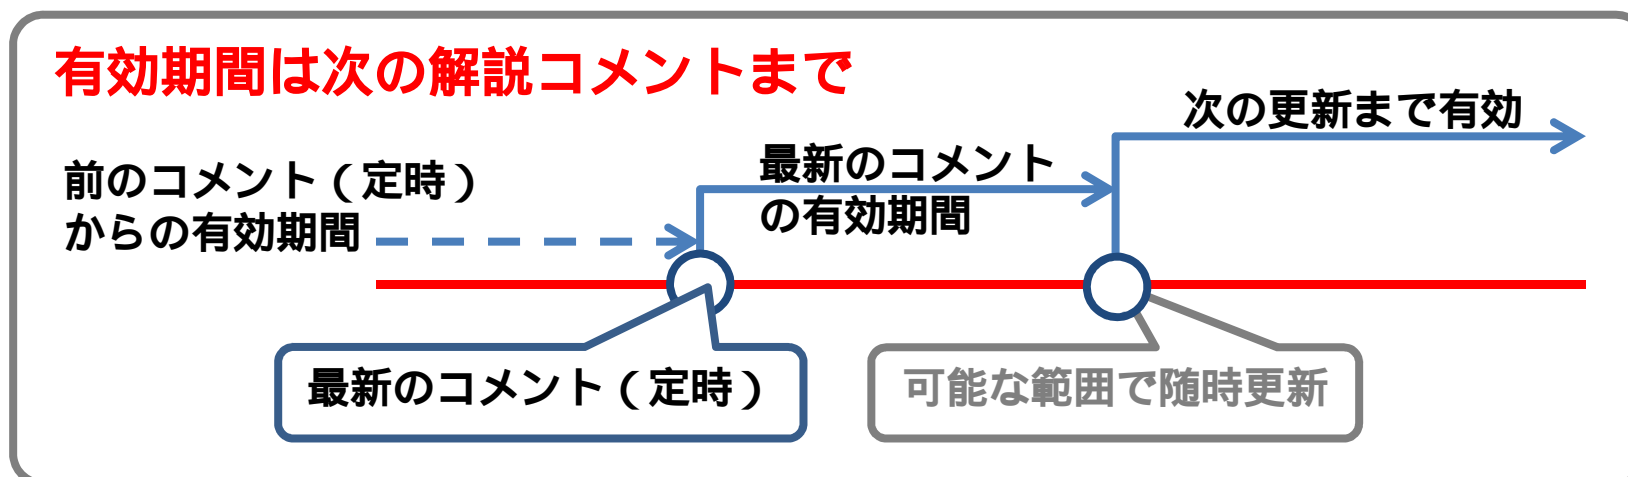 有効期間は次の解説コメントまで
次の更新まで有効
前のコメント（定時）
からの有効期間
最新のコメント
の有効期間
最新のコメント（定時）
可能な範囲で随時更新